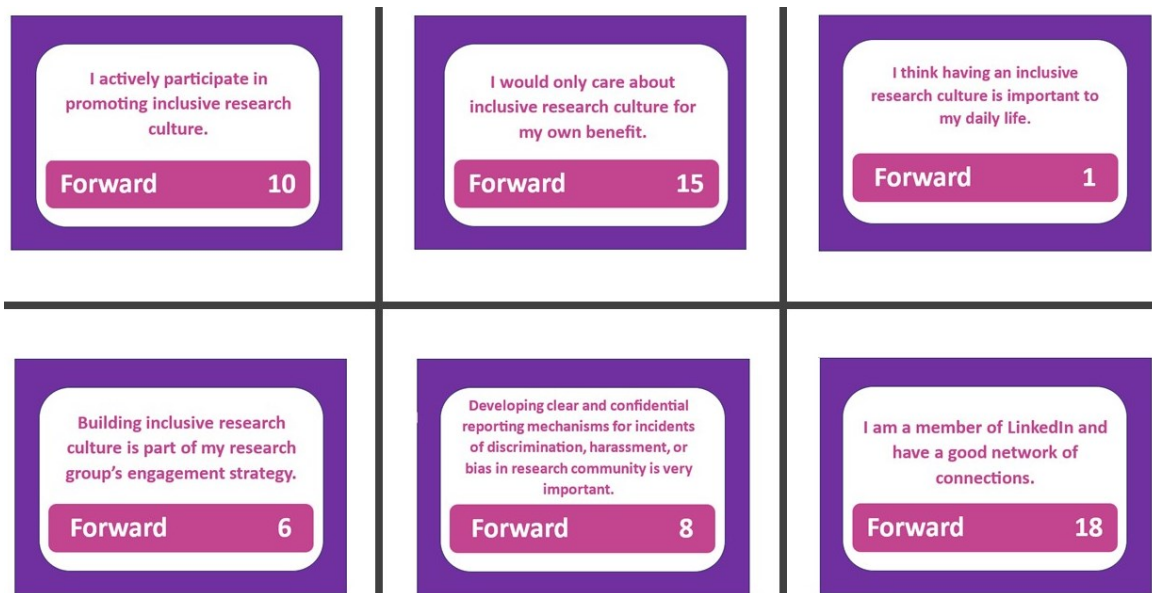 I actively participate in
promoting inclusive research
culture.
Forward 10
I would only care about
inclusive research culture for
my own benefit.
Forward 15
I think having an inclusive
research culture is important to
my daily life.
Forward 1
Building inclusive research
culture is part of my research
group's engagement strategy.
Forward 6
Developing clear and confidential
reporting mechanisms for incidents
of discrimination, harassment, or
bias in research community is very
important.
Forward 8
I am a member of LinkedIn and
have a good network of
connections.
Forward 18